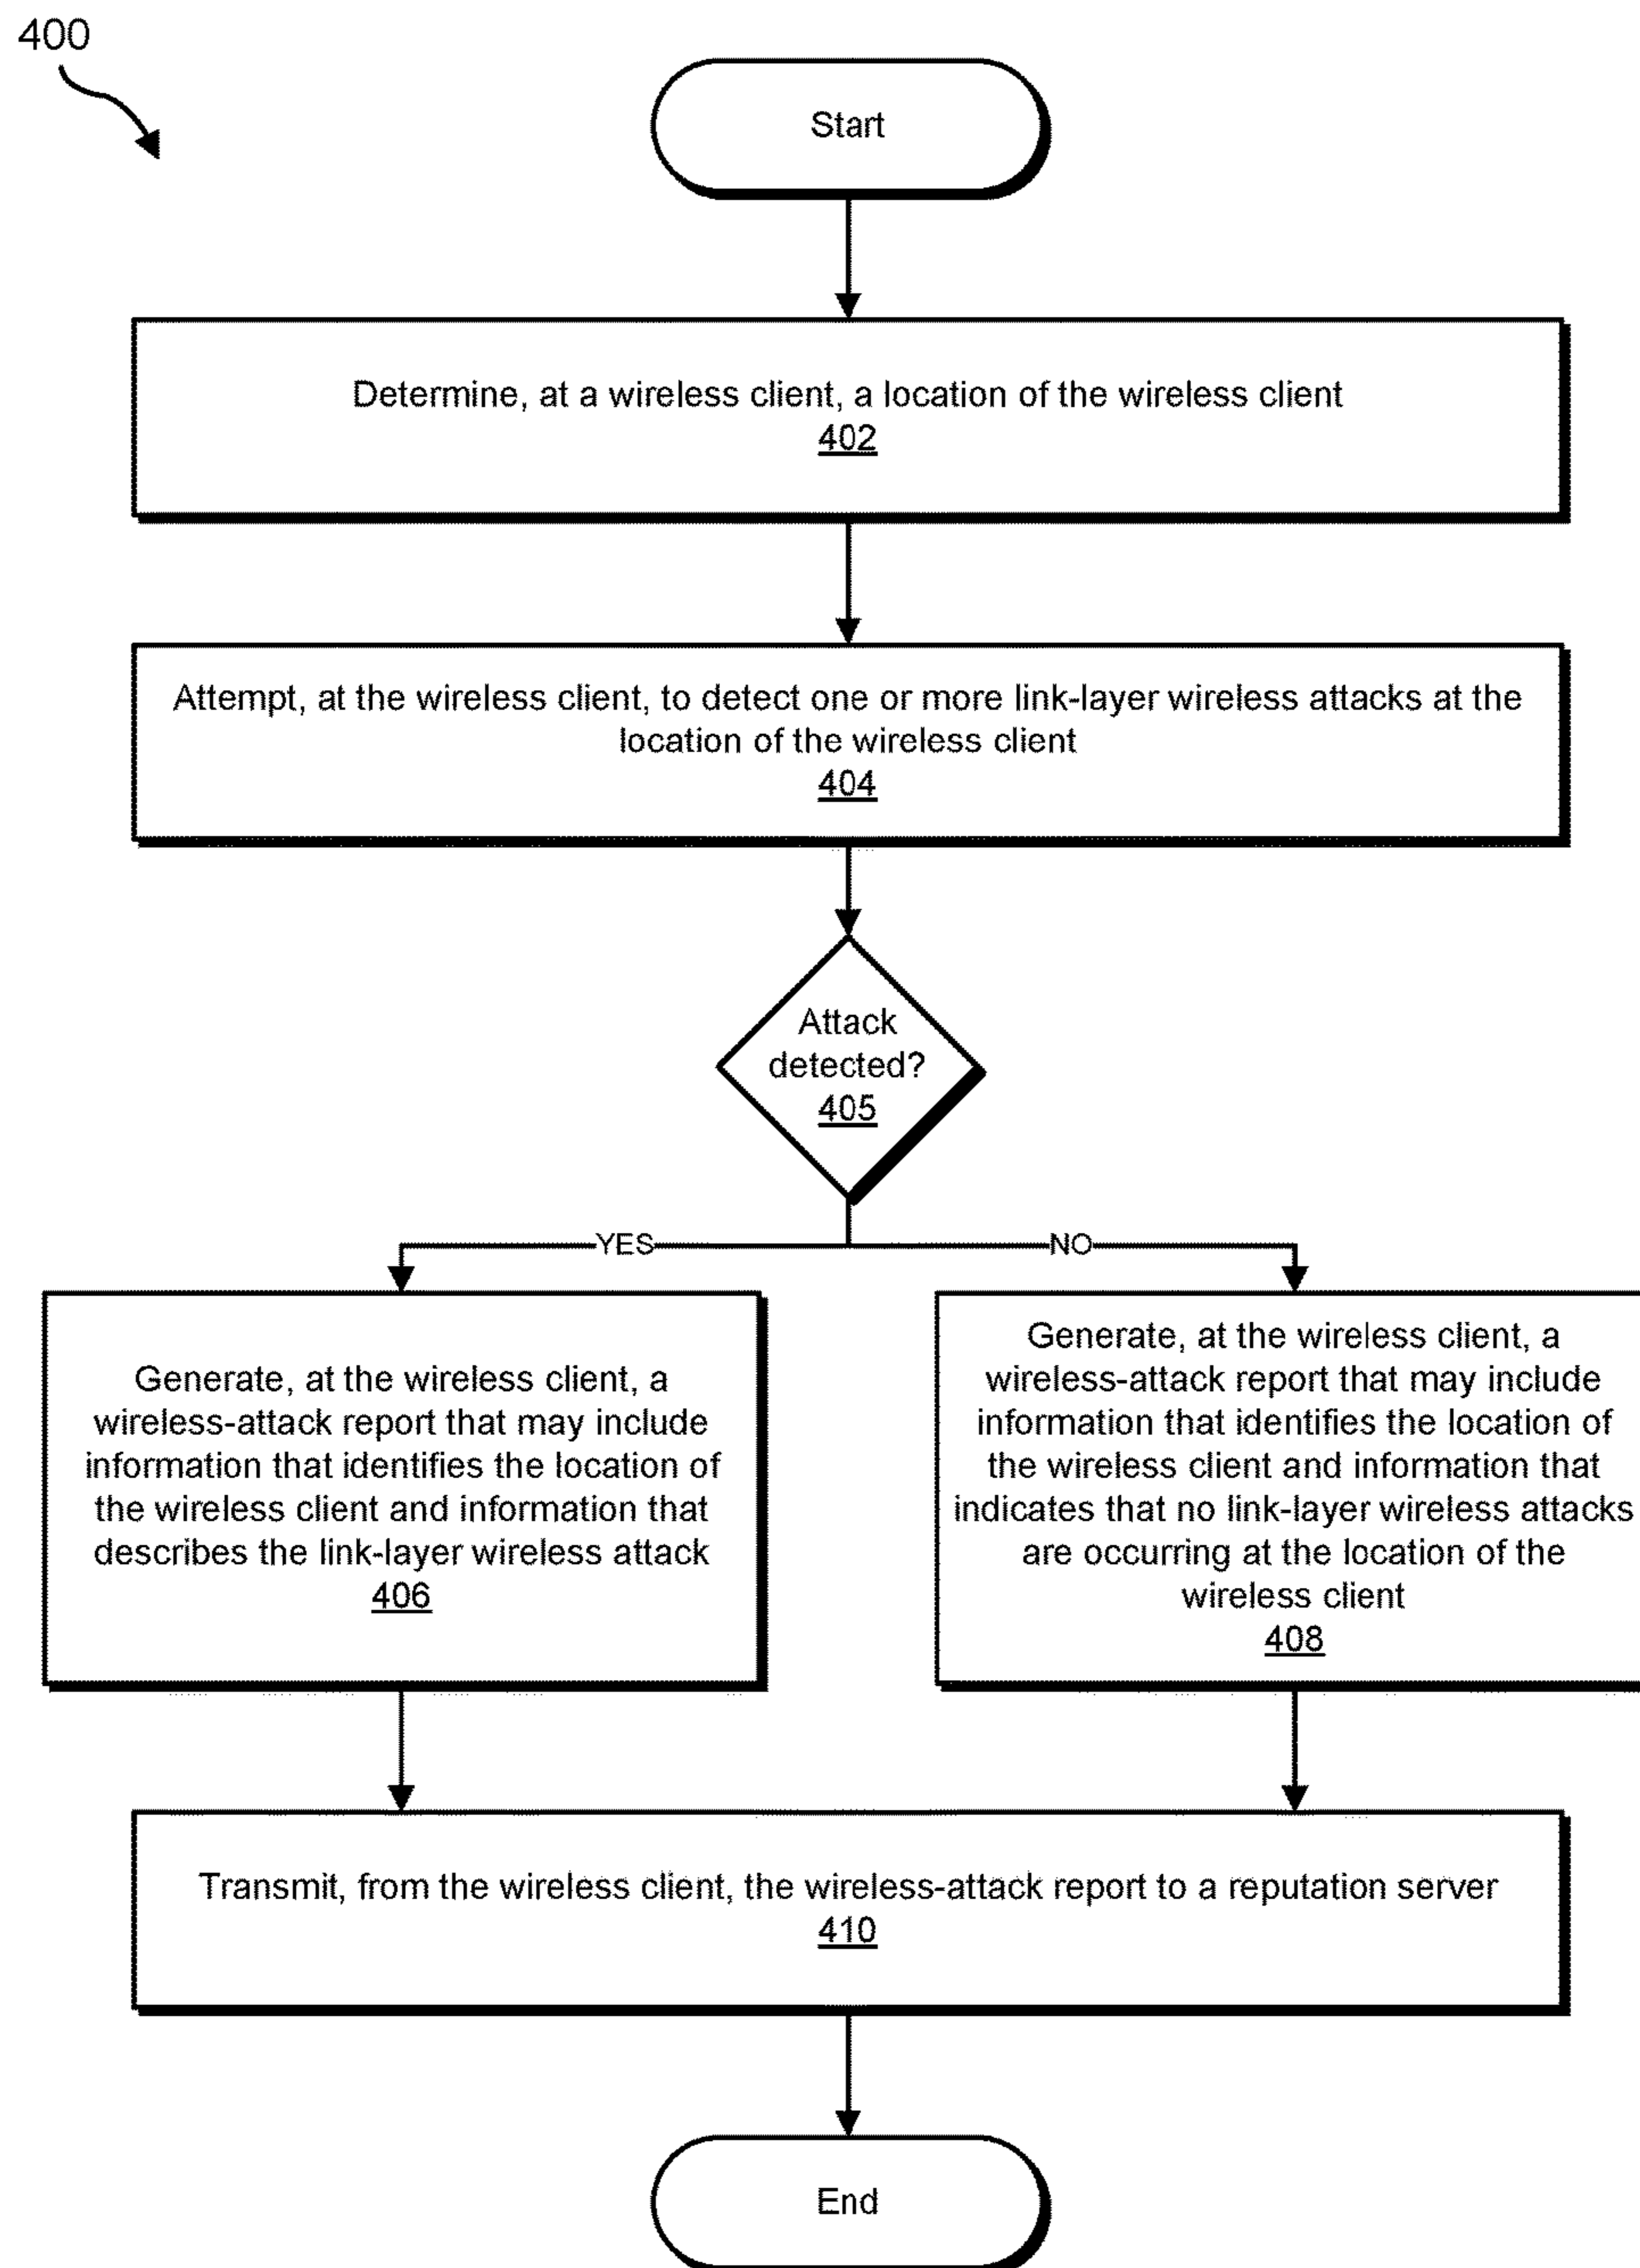 400
Start
Determine, at a wireless client, a location of the wireless client
402
Attempt, at the wireless client, to detect one or more link-layer wireless attacks at the
location of the wireless client
404
Attack
detected?
405
YES
NO
Generate, at the wireless client, a
wireless-attack report that may include
information that identifies the location of
the wireless client and information that
describes the link-layer wireless attack
406
Generate, at the wireless client, a
wireless-attack report that may include
information that identifies the location of
the wireless client and information that
indicates that no link-layer wireless attacks
are occurring at the location of the
wireless client
408
Transmit, from the wireless client, the wireless-attack report to a reputation server
410
End